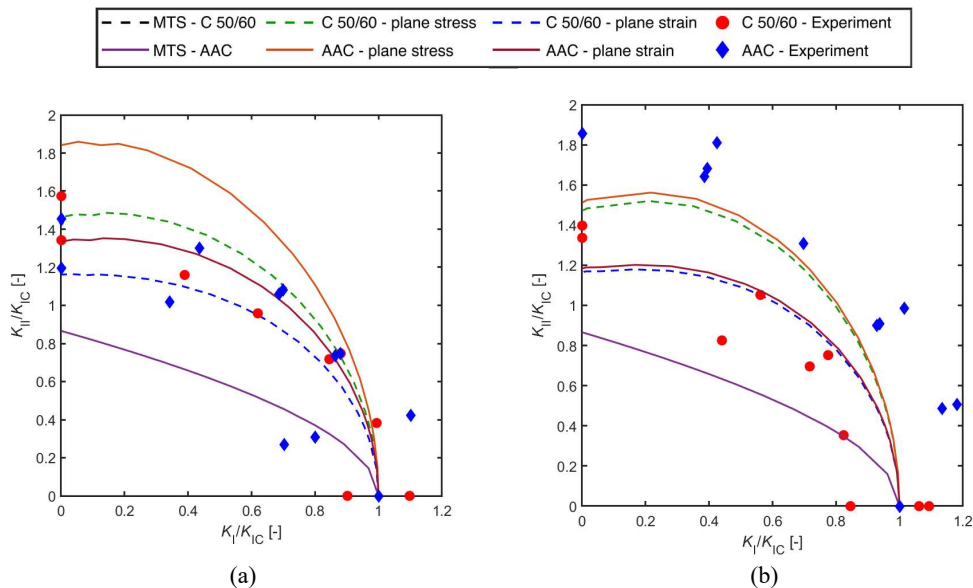 MTS - C 50/60 C 50/60 - plane stress C 50/60 - plane strain C 50/60 - Experiment
MTS - AAC AAC - plane stress AAC - plane strain AAC - Experiment
2
1.8
1.6
1.4
1.2
1
0.8
0.6
0.4
0.2
0
KII/KIC [-]
0 0.2 0.4 0.6 0.8 1 1.2
KI/KIC [-]
(a)
2
1.8
1.6
1.4
1.2
1
0.8
0.6
0.4
0.2
0
KII/KIC [-]
0 0.2 0.4 0.6 0.8 1 1.2
KI/KIC [-]
(b)